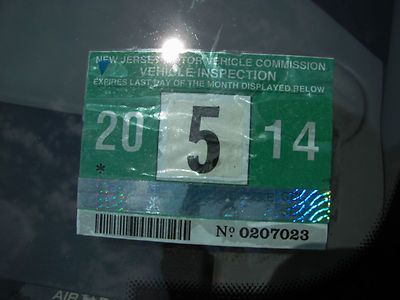 NEW JERSEY MOTOR VEHICLE COMMISSION
VEHICLE INSPECTION
EXPIRES LAST DAY OF THE MONTH DISPLAYED BELOW
20 5 14
*
Nº 0207023
AIR